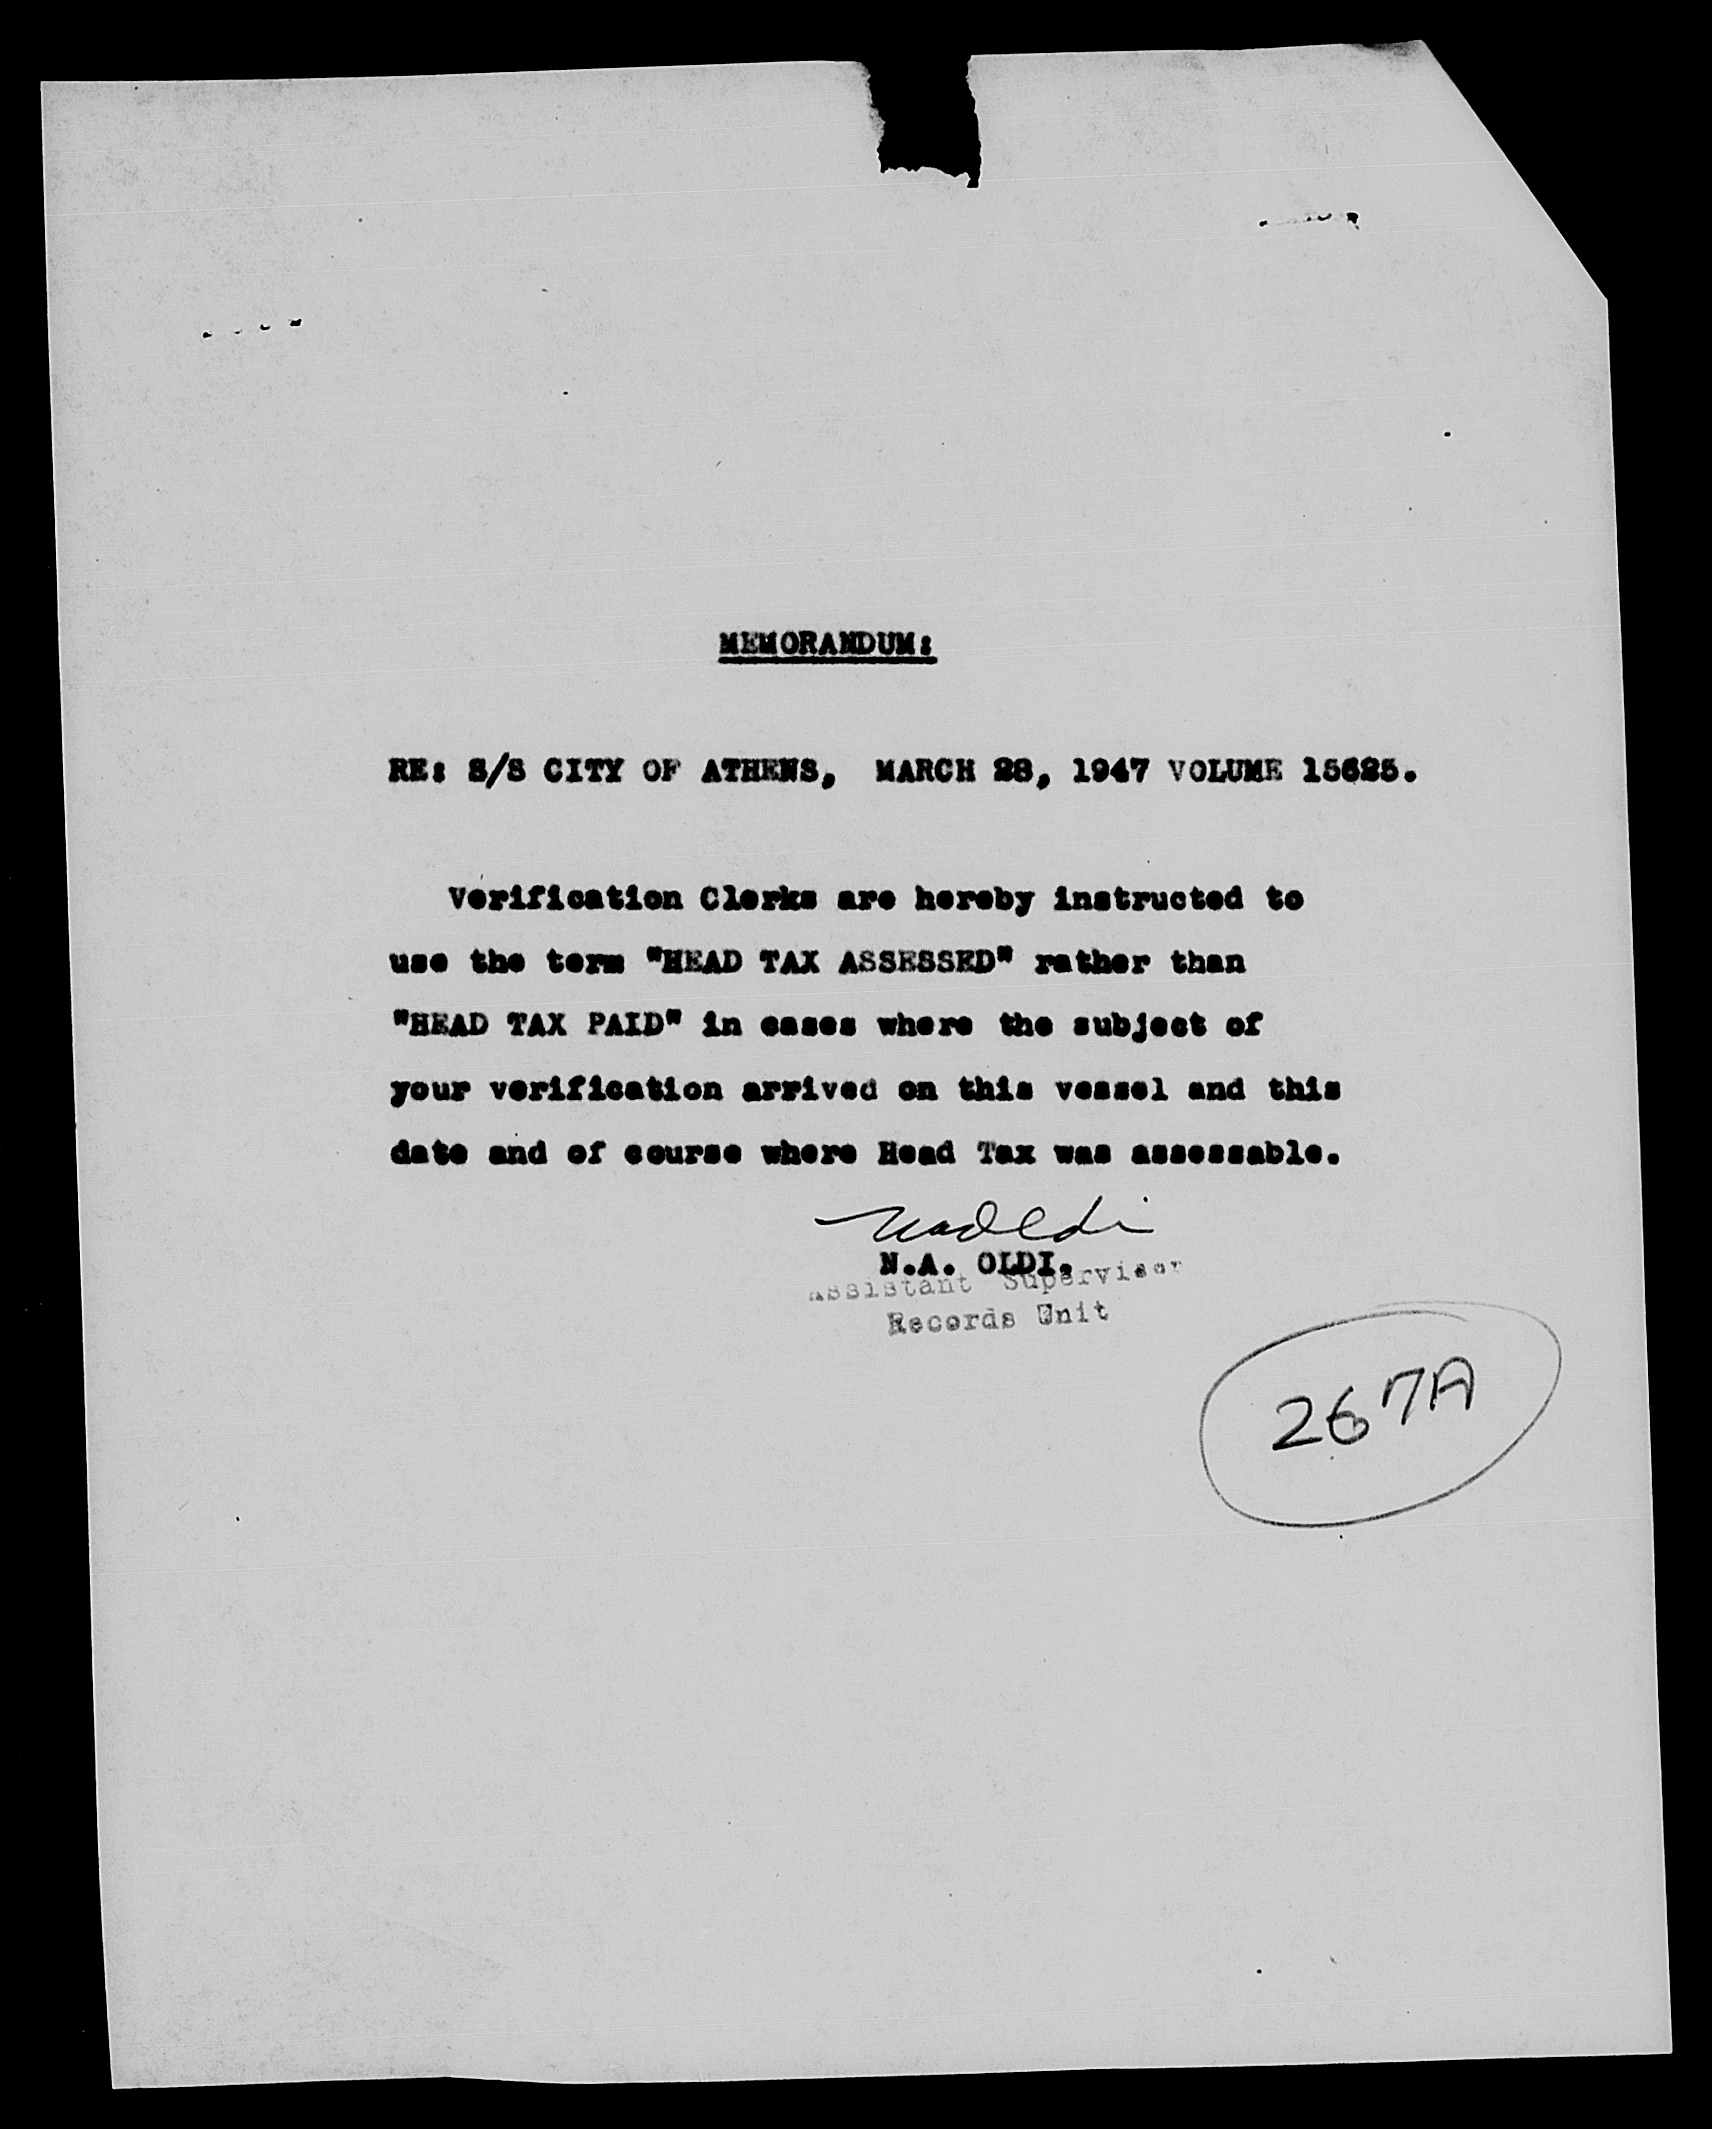 MEMORANDUM:
RE: S/S CITY OF ATHENS, MARCH 28, 1947 VOLUME 15625.
Verification Clerks are hereby instructed to
use the term "HEAD TAX ASSESSED" rather than
"HEAD TAX PAID" in cases where the subject of
your verification arrived on this vessel and this
date and of course where Head Tax was assessable.
NAOldi
N.A. OLDI.
Assistant Supervisor
Records Unit
267A